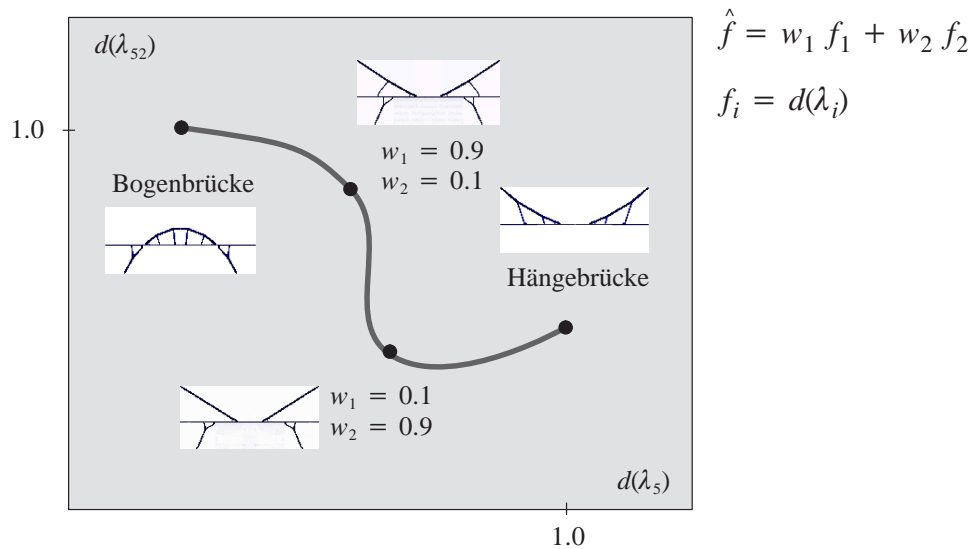 d(λ₅₂)
f̂ = w₁ f₁ + w₂ f₂
fᵢ = d(λᵢ)
1.0
w₁ = 0.9
w₂ = 0.1
Bogenbrücke
Hängebrücke
w₁ = 0.1
w₂ = 0.9
d(λ₅)
1.0